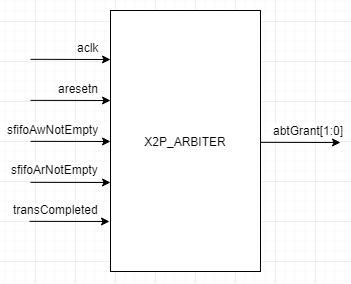 aclk
aresetn
sfifoAwNotEmpty
abtGrant[1:0]
X2P_ARBITER
sfifoArNotEmpty
transCompleted